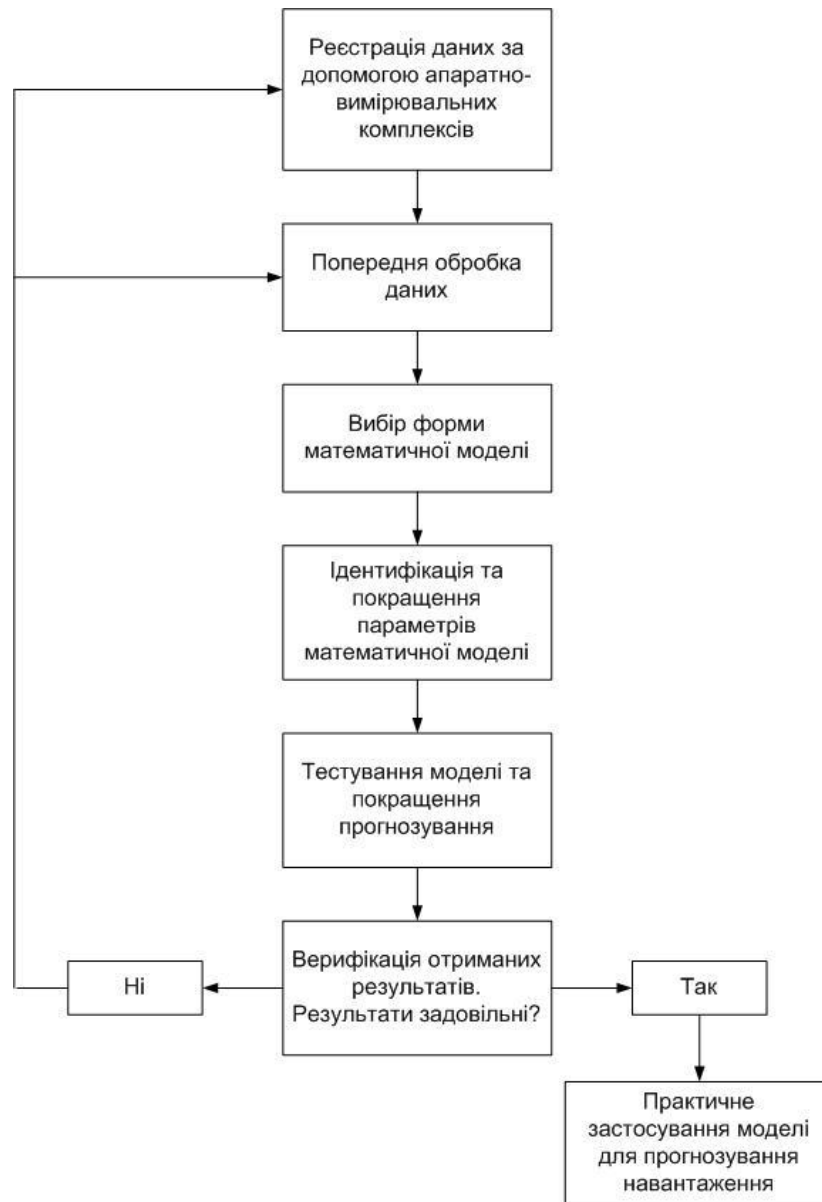 Реєстрація даних за
допомогою апаратно-
вимірювальних
комплексів
Попередня обробка
даних
Вибір форми
математичної моделі
Ідентифікація та
покращення
параметрів
математичної моделі
Тестування моделі та
покращення
прогнозування
Верифікація отриманих
результатів.
Результати задовільні?
Ні
Так
Практичне
застосування моделі
для прогнозування
навантаження